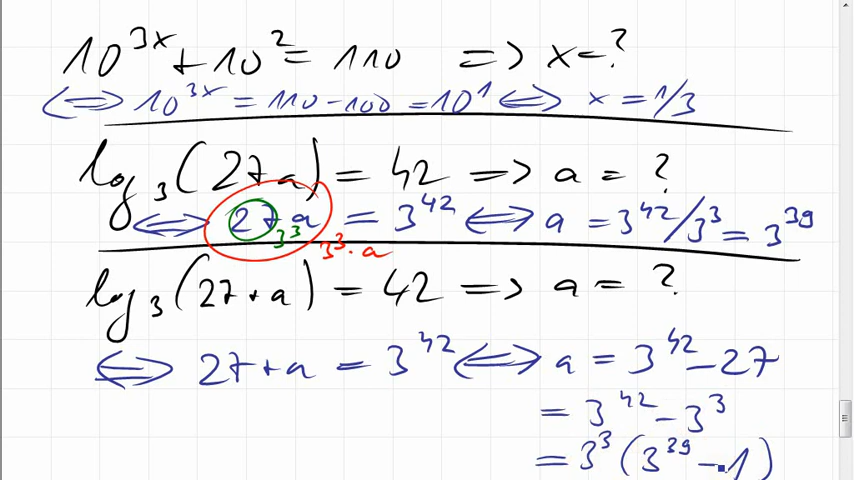 10^3x + 10^2 = 110 => x = ?
<=> 10^3x = 110 - 100 = 10^1 <=> x = 1/3
log_3(27a) = 42 => a = ?
<=> 27a = 3^42 <=> a = 3^42/3^3 = 3^39
3^3 3^3·a
log_3(27+a) = 42 => a = ?
<=> 27+a = 3^42 <=> a = 3^42 - 27
= 3^42 - 3^3
= 3^3 (3^39 - 1)